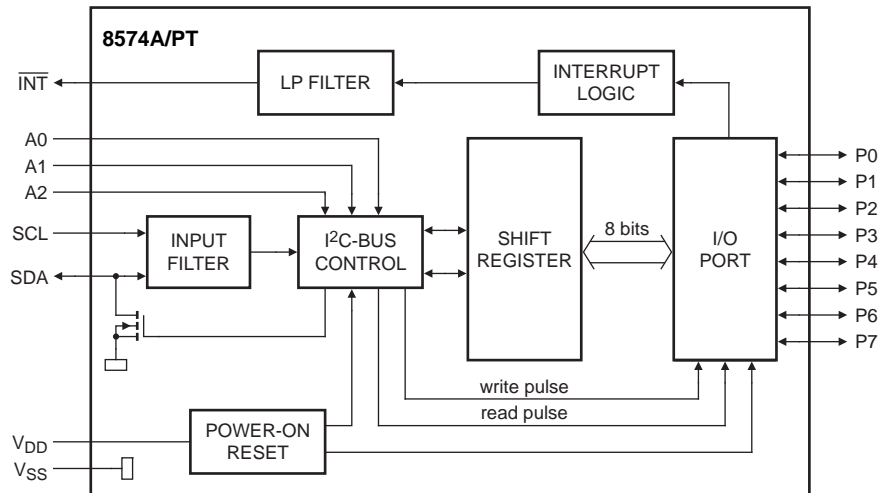 8574A/PT
INT
LP FILTER
INTERRUPT
LOGIC
A0
A1
A2
SCL
SDA
INPUT
FILTER
I²C-BUS
CONTROL
SHIFT
REGISTER
8 bits
I/O
PORT
P0
P1
P2
P3
P4
P5
P6
P7
write pulse
read pulse
VDD
VSS
POWER-ON
RESET